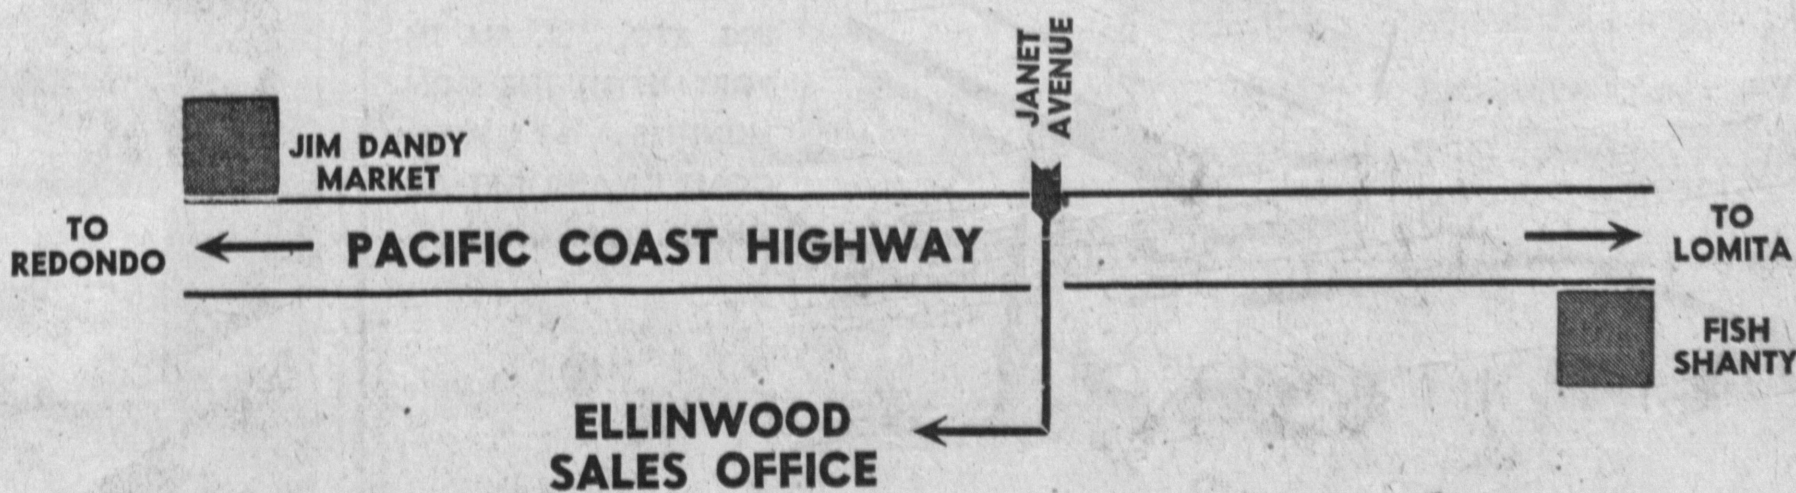 JANET
AVENUE
JIM DANDY
MARKET
TO
REDONDO
PACIFIC COAST HIGHWAY
TO
LOMITA
FISH
SHANTY
ELLINWOOD
SALES OFFICE